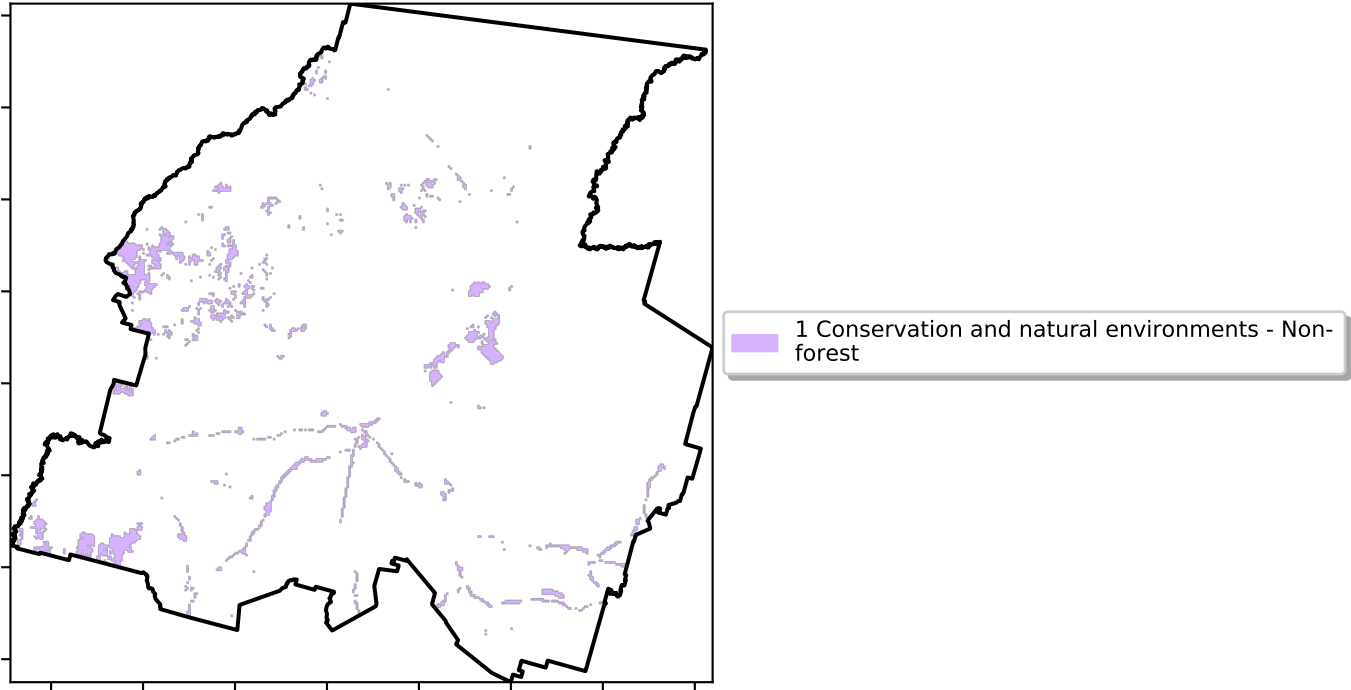 1 Conservation and natural environments - Non-
forest